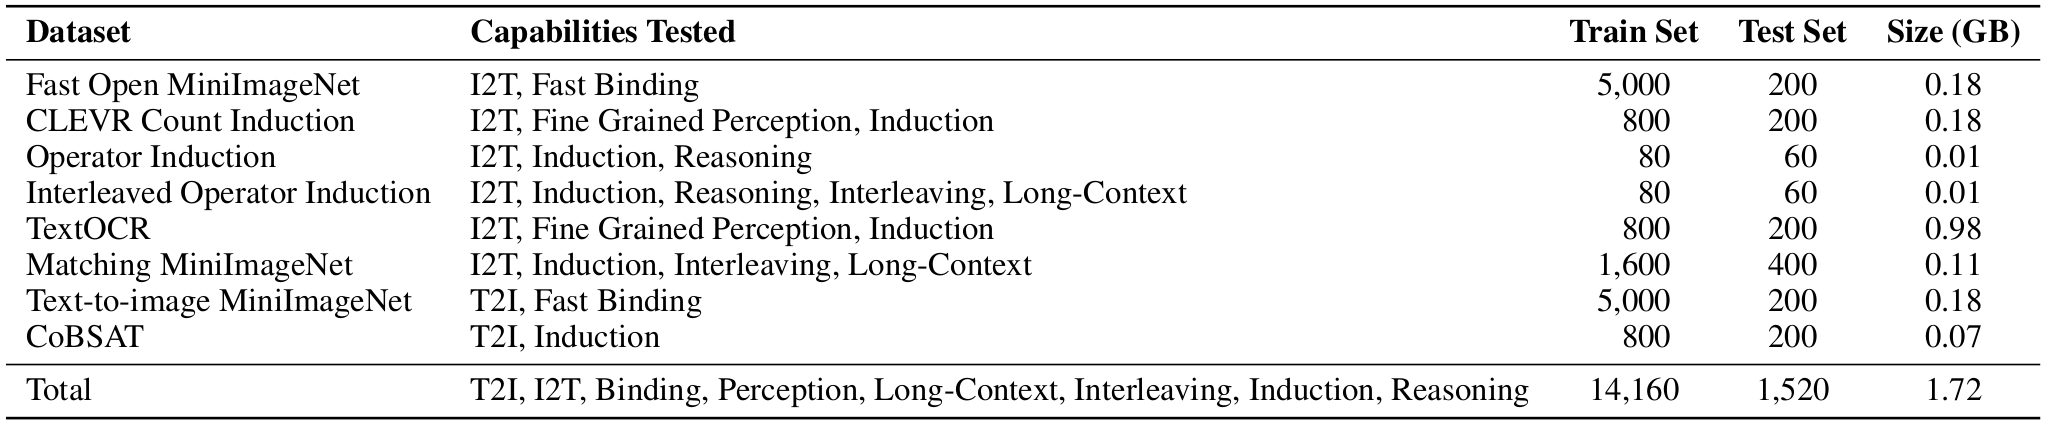 Dataset Capabilities Tested Train Set Test Set Size (GB)
Fast Open MiniImageNet I2T, Fast Binding 5,000 200 0.18
CLEVR Count Induction I2T, Fine Grained Perception, Induction 800 200 0.18
Operator Induction I2T, Induction, Reasoning 80 60 0.01
Interleaved Operator Induction I2T, Induction, Reasoning, Interleaving, Long-Context 80 60 0.01
TextOCR I2T, Fine Grained Perception, Induction 800 200 0.98
Matching MiniImageNet I2T, Induction, Interleaving, Long-Context 1,600 400 0.11
Text-to-image MiniImageNet T2I, Fast Binding 5,000 200 0.18
CoBSAT T2I, Induction 800 200 0.07
Total T2I, I2T, Binding, Perception, Long-Context, Interleaving, Induction, Reasoning 14,160 1,520 1.72